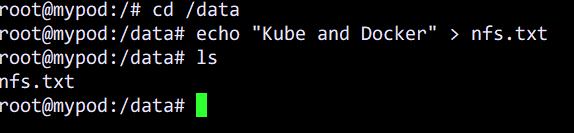 root@mypod:/# cd /data
root@mypod:/data# echo "Kube and Docker" > nfs.txt
root@mypod:/data# ls
nfs.txt
root@mypod:/data#